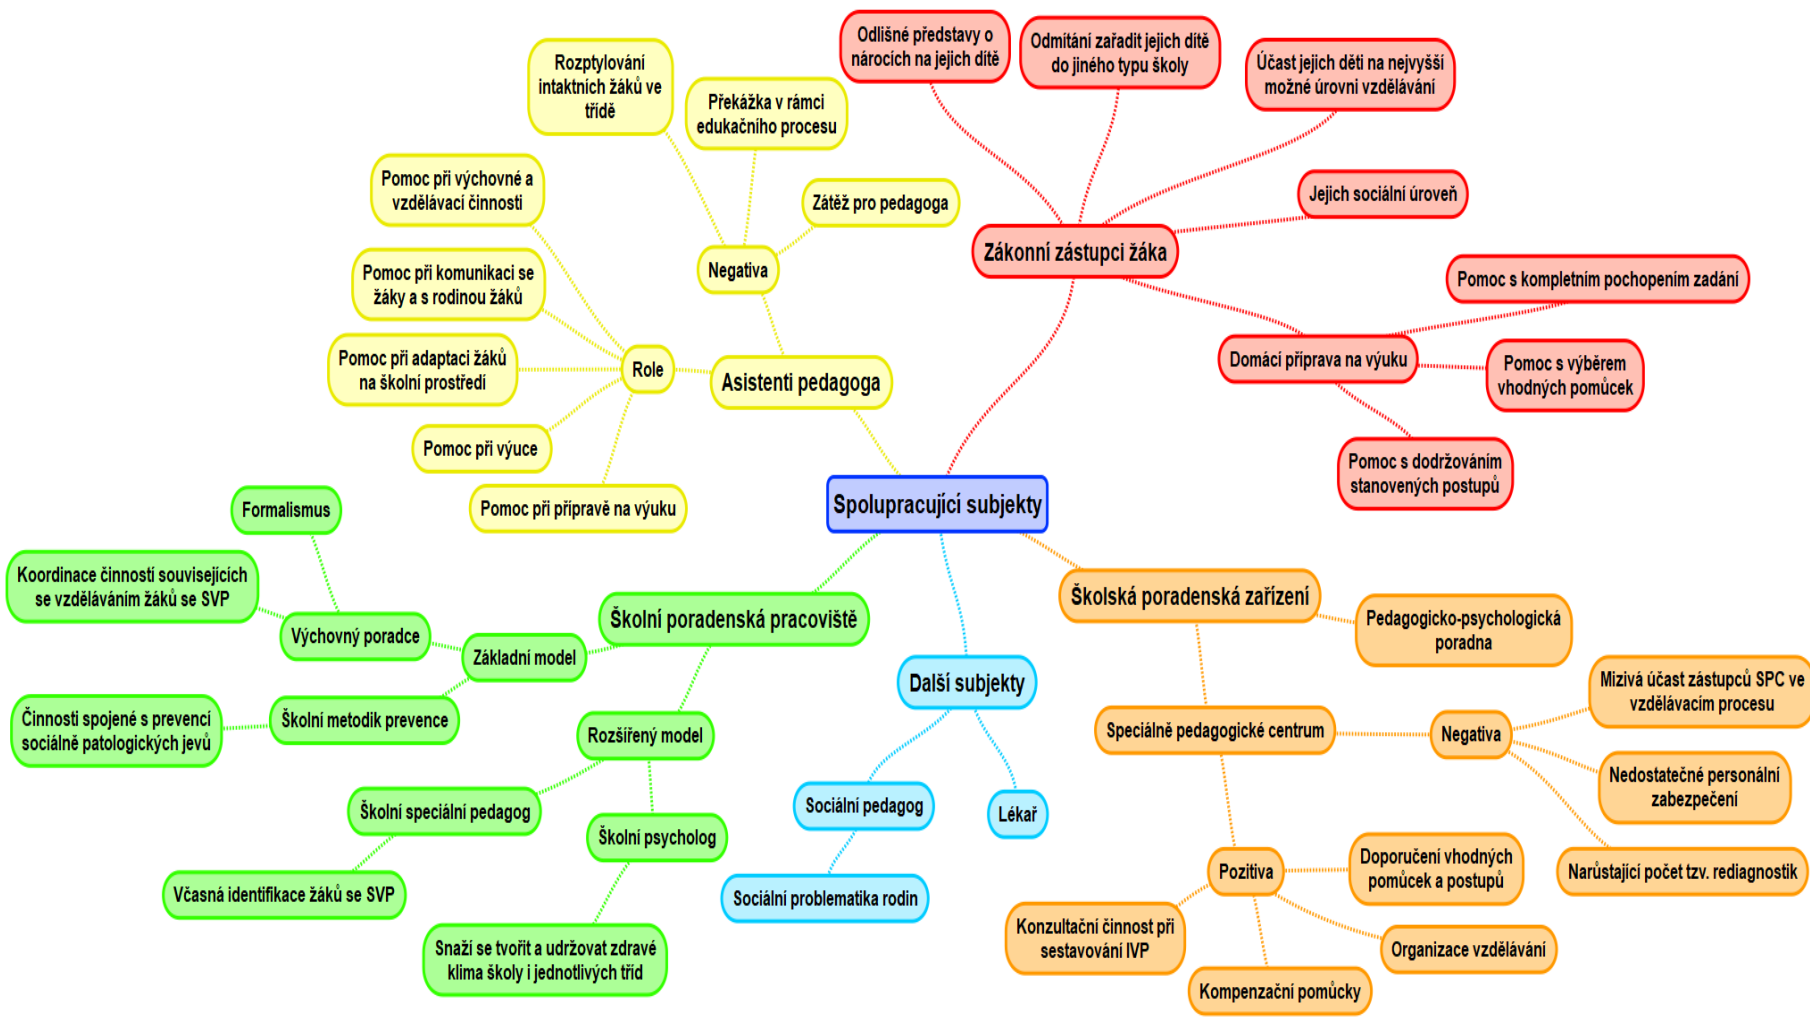 Spolupracující subjekty
Asistenti pedagoga
Negativa
Rozptylování
intaktních žáků ve
třídě
Překážka v rámci
edukačního procesu
Zátěž pro pedagoga
Role
Pomoc při výchovné a
vzdělávací činnosti
Pomoc při komunikaci se
žáky a s rodinou žáků
Pomoc při adaptaci žáků
na školní prostředí
Pomoc při výuce
Pomoc při přípravě na výuku
Zákonní zástupci žáka
Odlišné představy o
nárocích na jejich dítě
Odmítání zařadit jejich dítě
do jiného typu školy
Účast jejich děti na nejvyšší
možné úrovni vzdělávání
Jejich sociální úroveň
Domácí příprava na výuku
Pomoc s kompletním pochopením zadání
Pomoc s výběrem
vhodných pomůcek
Pomoc s dodržováním
stanovených postupů
Školní poradenská pracoviště
Základní model
Výchovný poradce
Formalismus
Koordinace činností souvisejících
se vzděláváním žáků se SVP
Školní metodik prevence
Činnosti spojené s prevencí
sociálně patologických jevů
Rozšířený model
Školní speciální pedagog
Včasná identifikace žáků se SVP
Školní psycholog
Snaží se tvořit a udržovat zdravé
klima školy i jednotlivých tříd
Další subjekty
Sociální pedagog
Sociální problematika rodin
Lékař
Školská poradenská zařízení
Pedagogicko-psychologická
poradna
Speciálně pedagogické centrum
Negativa
Mizivá účast zástupců SPC ve
vzdělávacím procesu
Nedostatečné personální
zabezpečení
Narůstající počet tzv. rediagnostik
Pozitiva
Doporučení vhodných
pomůcek a postupů
Organizace vzdělávání
Kompenzační pomůcky
Konzultační činnost při
sestavování IVP